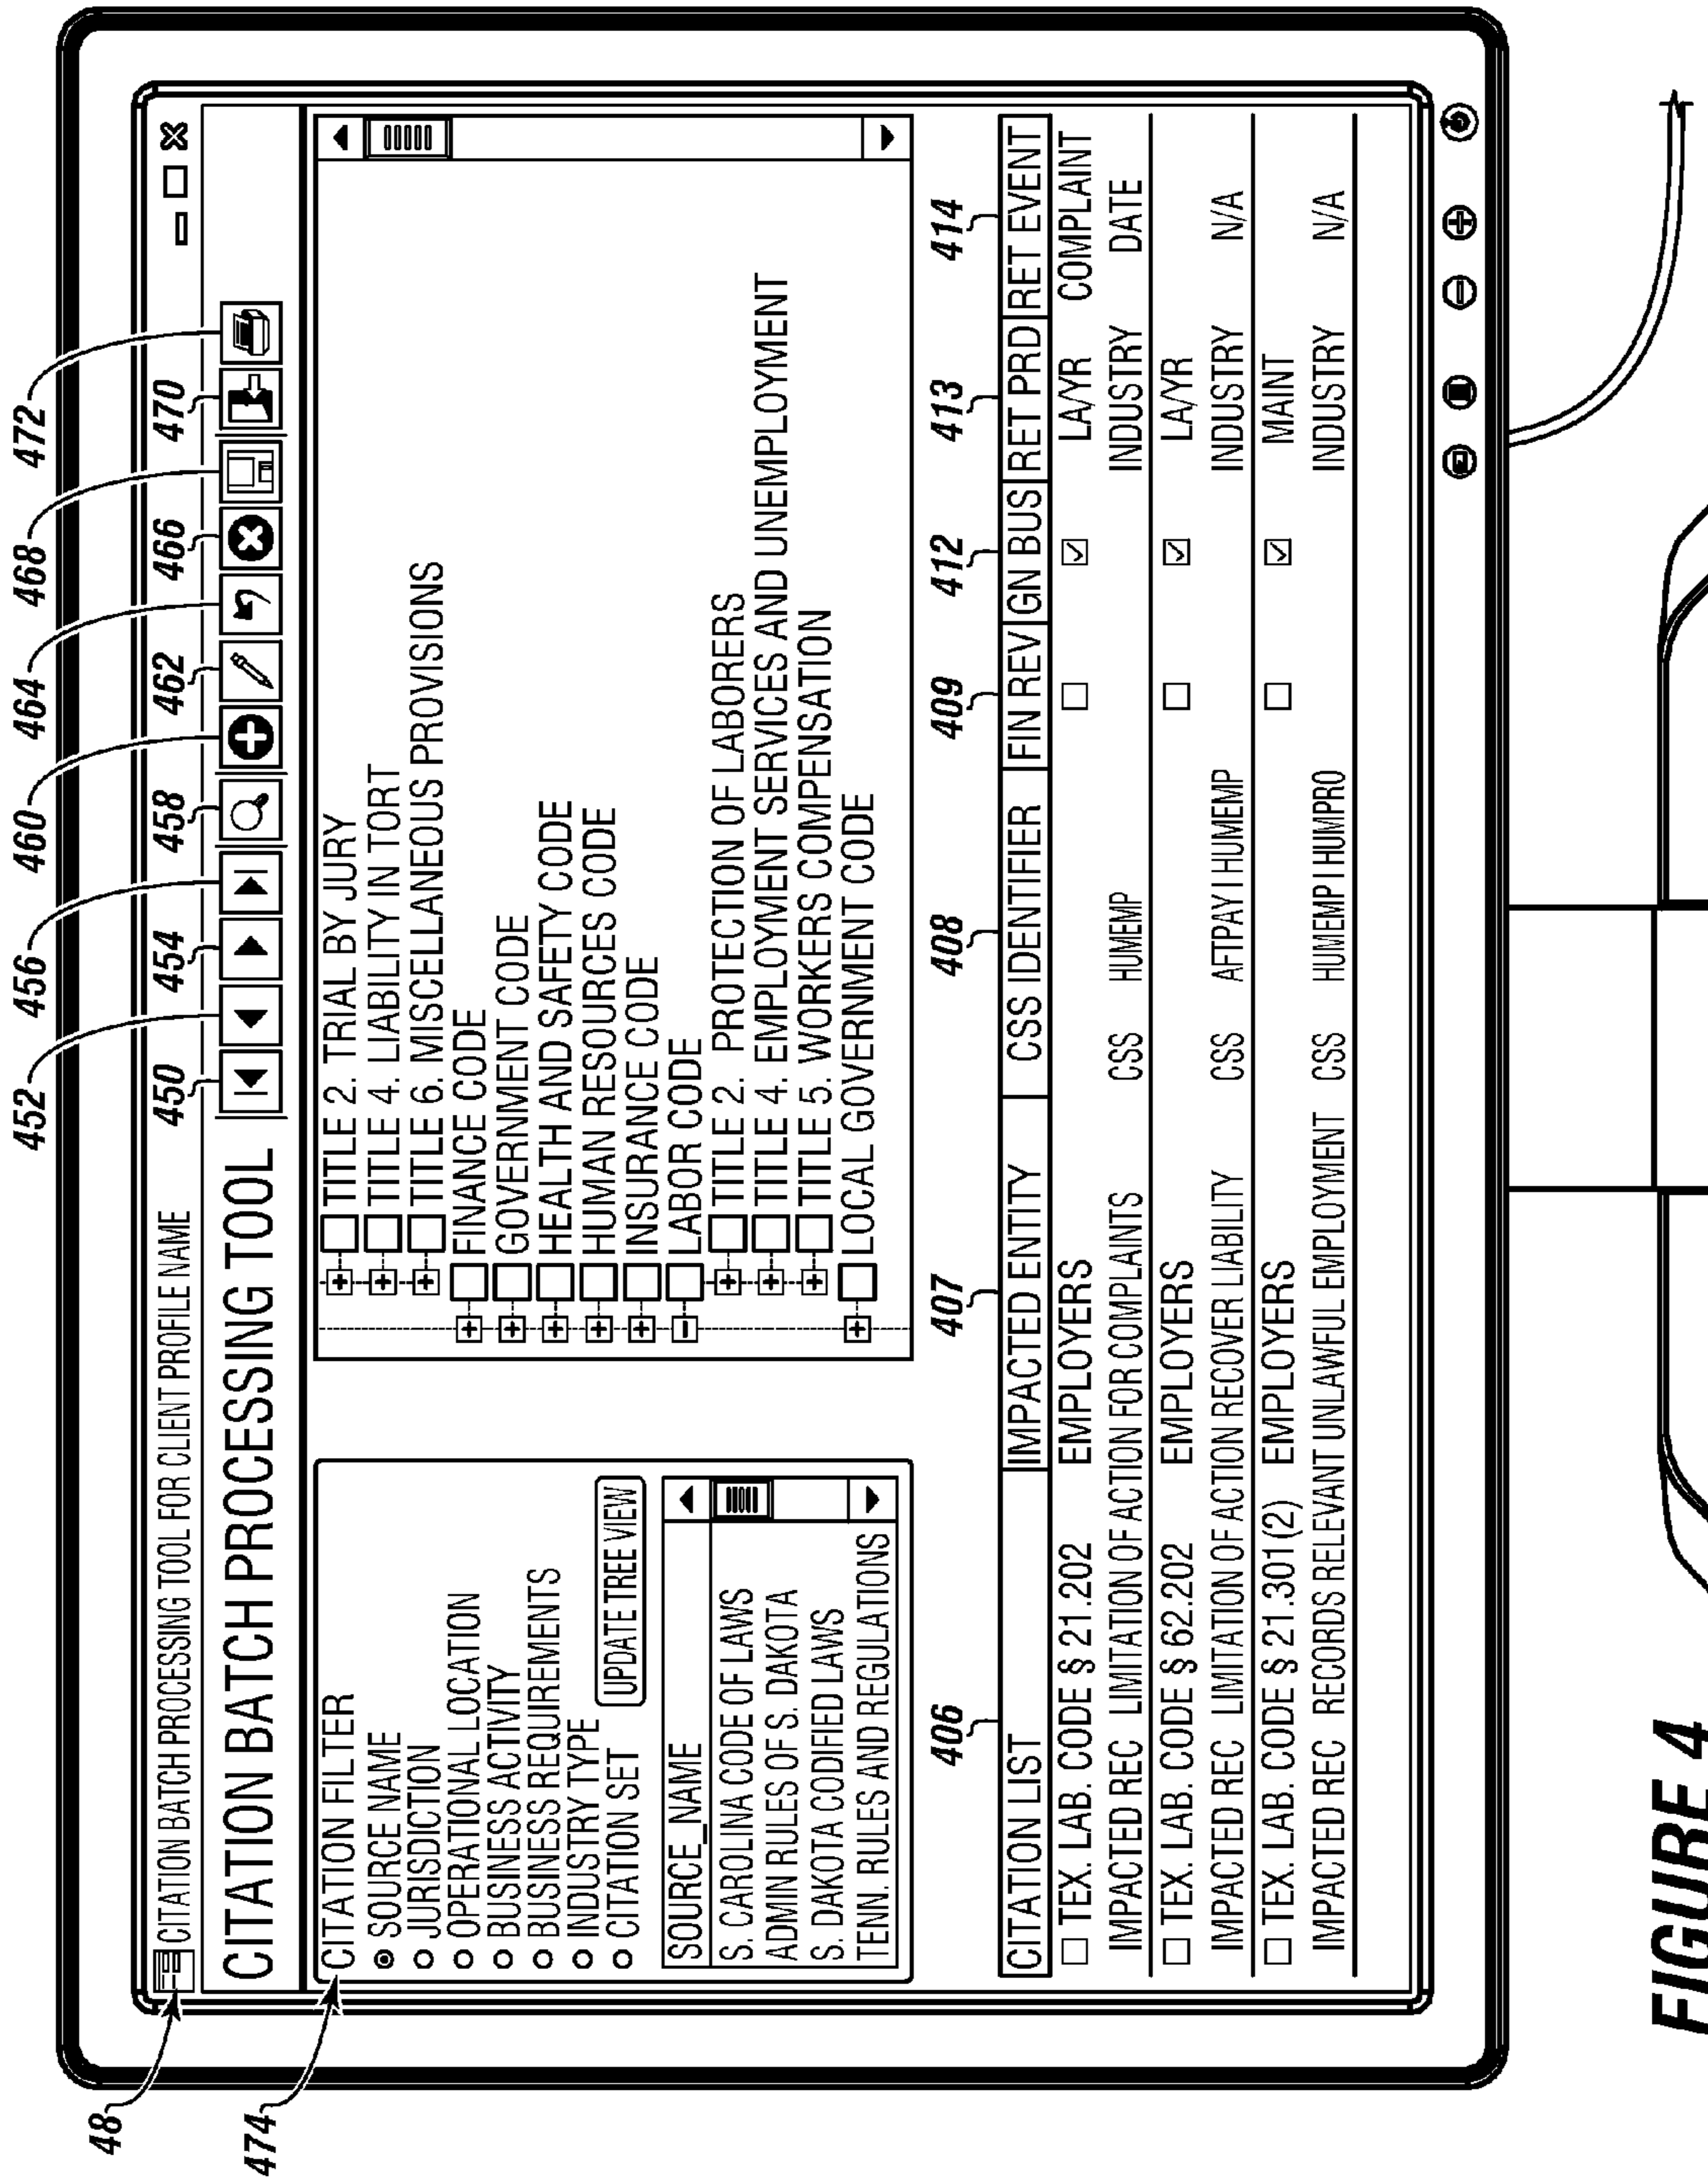 472
468
464
460
456
452
470
466
462
458
454
450
48
CITATION BATCH PROCESSING TOOL FOR CLIENT PROFILE NAME
CITATION BATCH PROCESSING TOOL
474
CITATION FILTER
SOURCE NAME
JURISDICTION
OPERATIONAL LOCATION
BUSINESS ACTIVITY
BUSINESS REQUIREMENTS
INDUSTRY TYPE
CITATION SET
UPDATE TREE VIEW
SOURCE_NAME
S. CAROLINA CODE OF LAWS
ADMIN RULES OF S. DAKOTA
S. DAKOTA CODIFIED LAWS
TENN. RULES AND REGULATIONS
TITLE 2. TRIAL BY JURY
TITLE 4. LIABILITY IN TORT
TITLE 6. MISCELLANEOUS PROVISIONS
FINANCE CODE
GOVERNMENT CODE
HEALTH AND SAFETY CODE
HUMAN RESOURCES CODE
INSURANCE CODE
LABOR CODE
TITLE 2. PROTECTION OF LABORERS
TITLE 4. EMPLOYMENT SERVICES AND UNEMPLOYMENT
TITLE 5. WORKERS COMPENSATION
LOCAL GOVERNMENT CODE
406 407 408 409 412 413 414
CITATION LIST IMPACTED ENTITY CSS IDENTIFIER FIN REV GN BUS RET PRD RET EVENT
TEX. LAB. CODE § 21.202 EMPLOYERS LA/YR COMPLAINT
IMPACTED REC LIMITATION OF ACTION FOR COMPLAINTS CSS HUMEMP INDUSTRY DATE
TEX. LAB. CODE § 62.202 EMPLOYERS LA/YR
IMPACTED REC LIMITATION OF ACTION RECOVER LIABILITY CSS AFTPAY I HUMEMP INDUSTRY N/A
TEX. LAB. CODE § 21.301(2) EMPLOYERS MAINT
IMPACTED REC RECORDS RELEVANT UNLAWFUL EMPLOYMENT CSS HUMEMP I HUMPRO INDUSTRY N/A
FIGURE 4